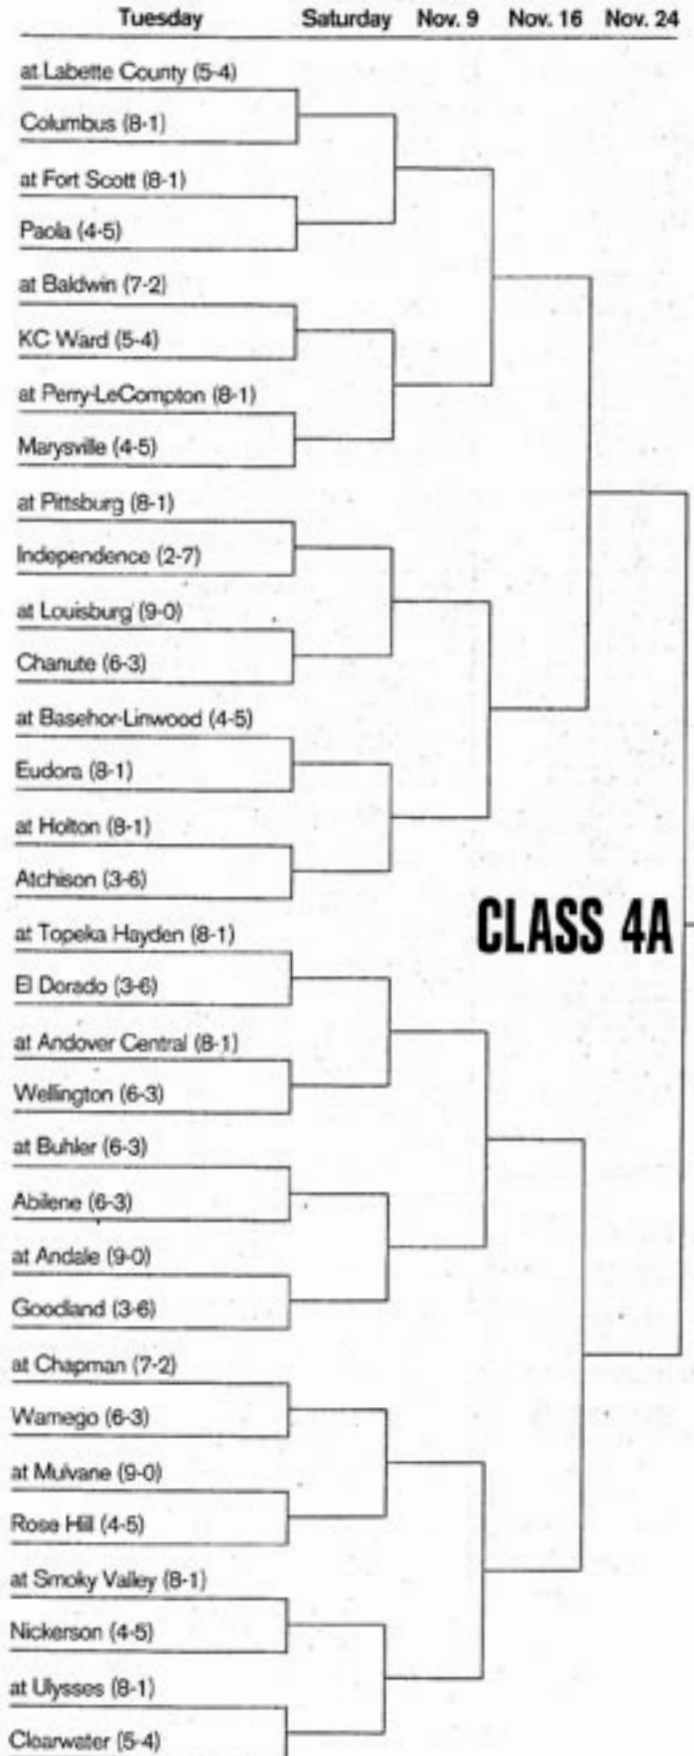 Tuesday Saturday Nov. 9 Nov. 16 Nov. 24
at Labette County (5-4)
Columbus (8-1)
at Fort Scott (8-1)
Paola (4-5)
at Baldwin (7-2)
KC Ward (5-4)
at Perry-LeCompton (8-1)
Marysville (4-5)
at Pittsburg (8-1)
Independence (2-7)
at Louisburg (9-0)
Chanute (6-3)
at Basehor-Linwood (4-5)
Eudora (8-1)
at Holton (8-1)
Atchison (3-6)
CLASS 4A
at Topeka Hayden (8-1)
El Dorado (3-6)
at Andover Central (8-1)
Wellington (6-3)
at Buhler (6-3)
Abilene (6-3)
at Andale (9-0)
Goodland (3-6)
at Chapman (7-2)
Wamego (6-3)
at Mulvane (9-0)
Rose Hill (4-5)
at Smoky Valley (8-1)
Nickerson (4-5)
at Ulysses (8-1)
Clearwater (5-4)